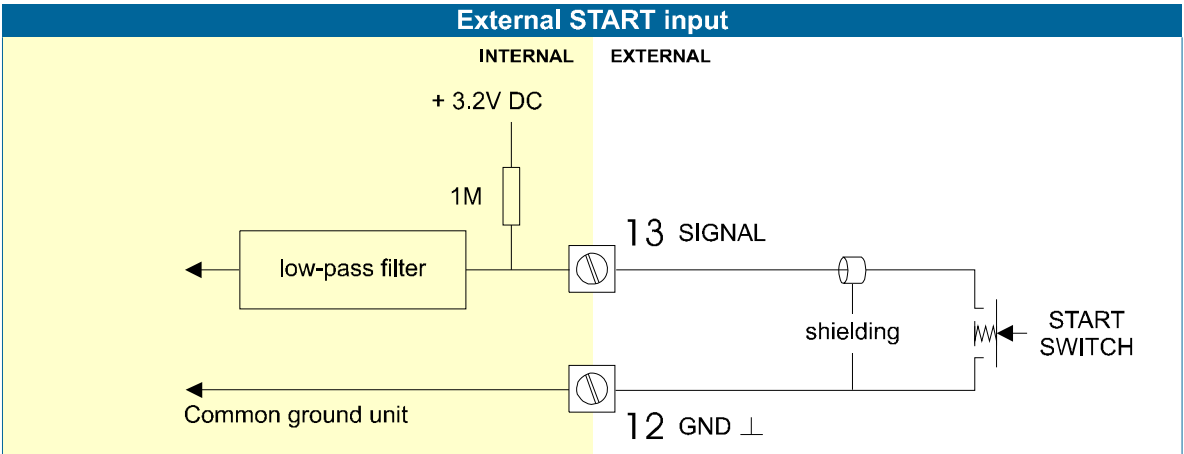 External START input
INTERNAL EXTERNAL
+ 3.2V DC
1M
13 SIGNAL
low-pass filter
shielding
START
SWITCH
Common ground unit
12 GND ⊥